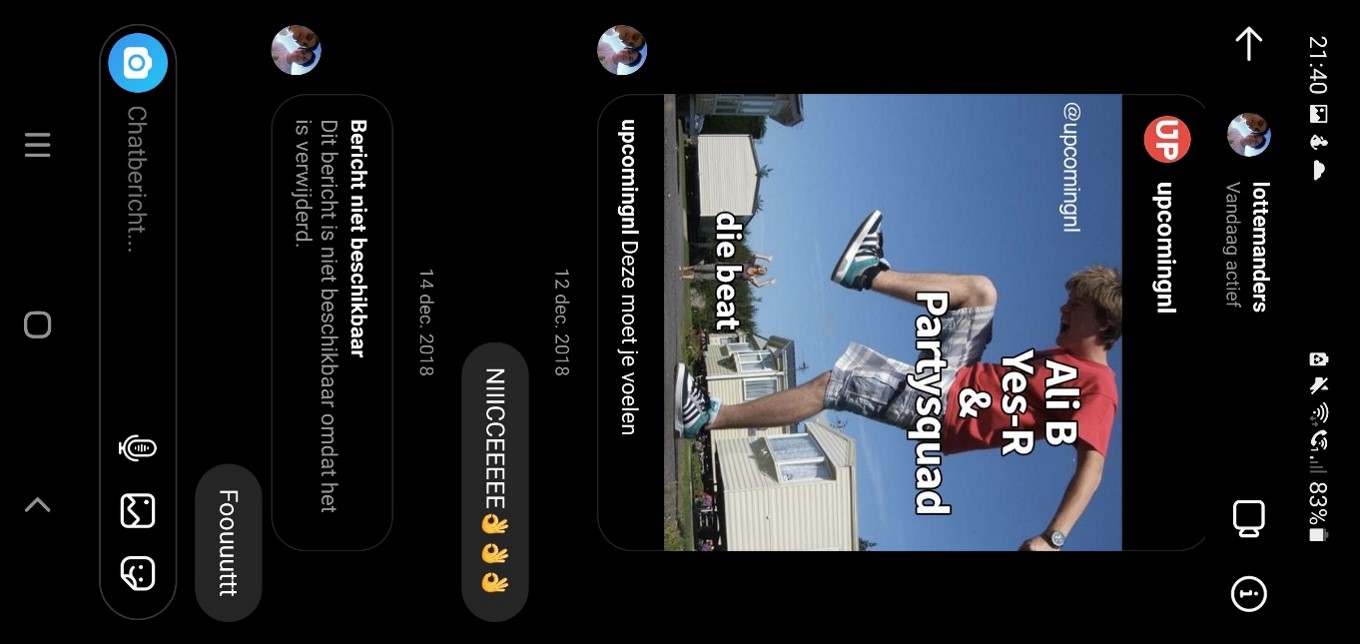 21:40 83%
lottemanders
Vandaag actief
UP upcomingnl
@upcomingnl
Ali B
Yes-R
&
Partysquad
die beat
upcomingnl Deze moet je voelen
12 dec. 2018
NIIICCEEEEE👌👌👌
14 dec. 2018
Bericht niet beschikbaar
Dit bericht is niet beschikbaar omdat het
is verwijderd.
Foouuuttt
Chatbericht...